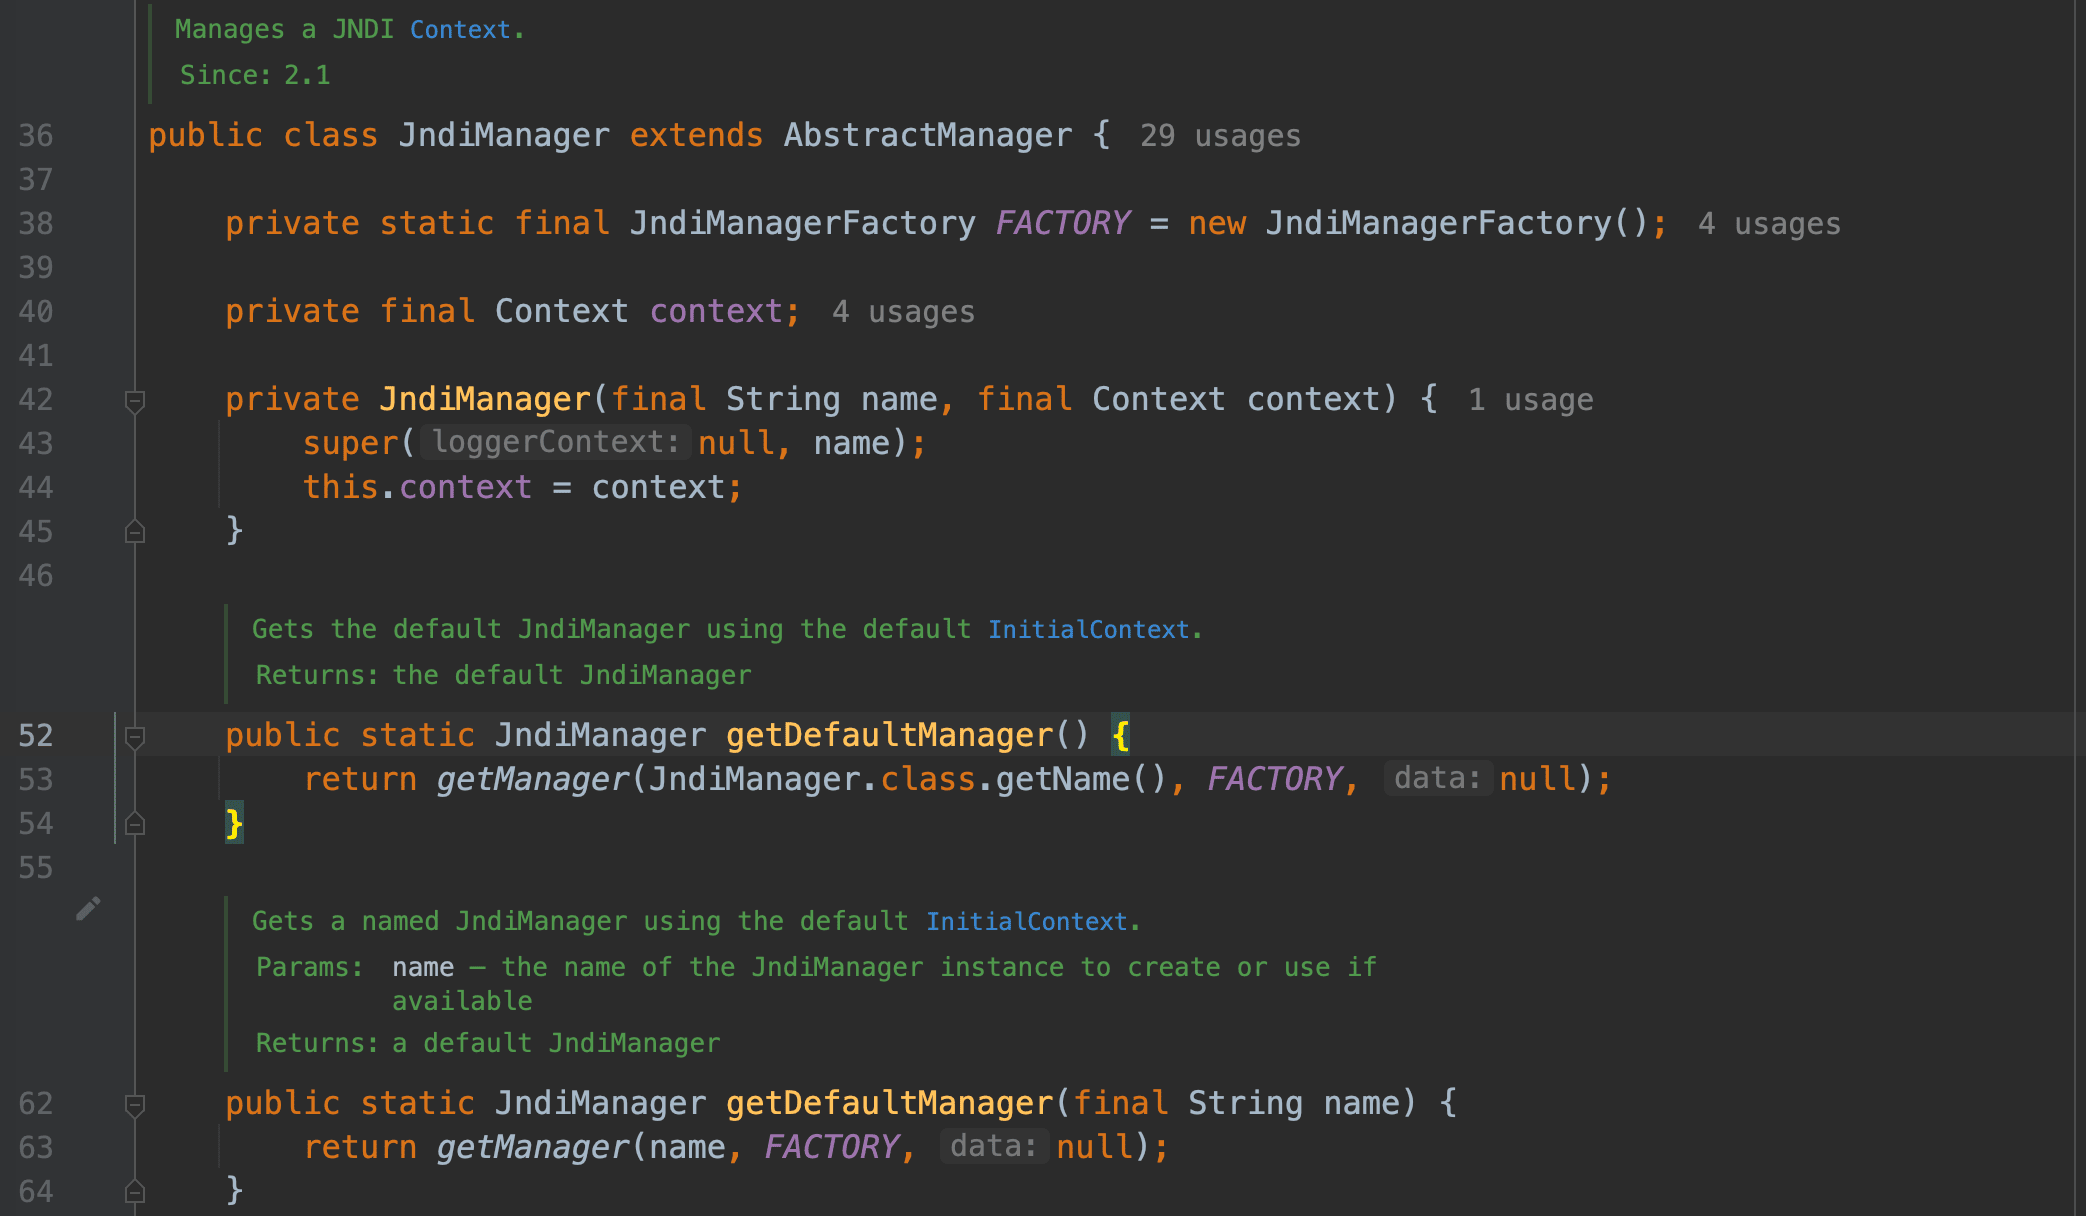 Manages a JNDI Context.
Since: 2.1
36 public class JndiManager extends AbstractManager { 29 usages
37
38 private static final JndiManagerFactory FACTORY = new JndiManagerFactory(); 4 usages
39
40 private final Context context; 4 usages
41
42 private JndiManager(final String name, final Context context) { 1 usage
43 super( loggerContext: null, name);
44 this.context = context;
45 }
46
Gets the default JndiManager using the default InitialContext.
Returns: the default JndiManager
52 public static JndiManager getDefaultManager() {
53 return getManager(JndiManager.class.getName(), FACTORY, data: null);
54 }
55
Gets a named JndiManager using the default InitialContext.
Params: name – the name of the JndiManager instance to create or use if
available
Returns: a default JndiManager
62 public static JndiManager getDefaultManager(final String name) {
63 return getManager(name, FACTORY, data: null);
64 }